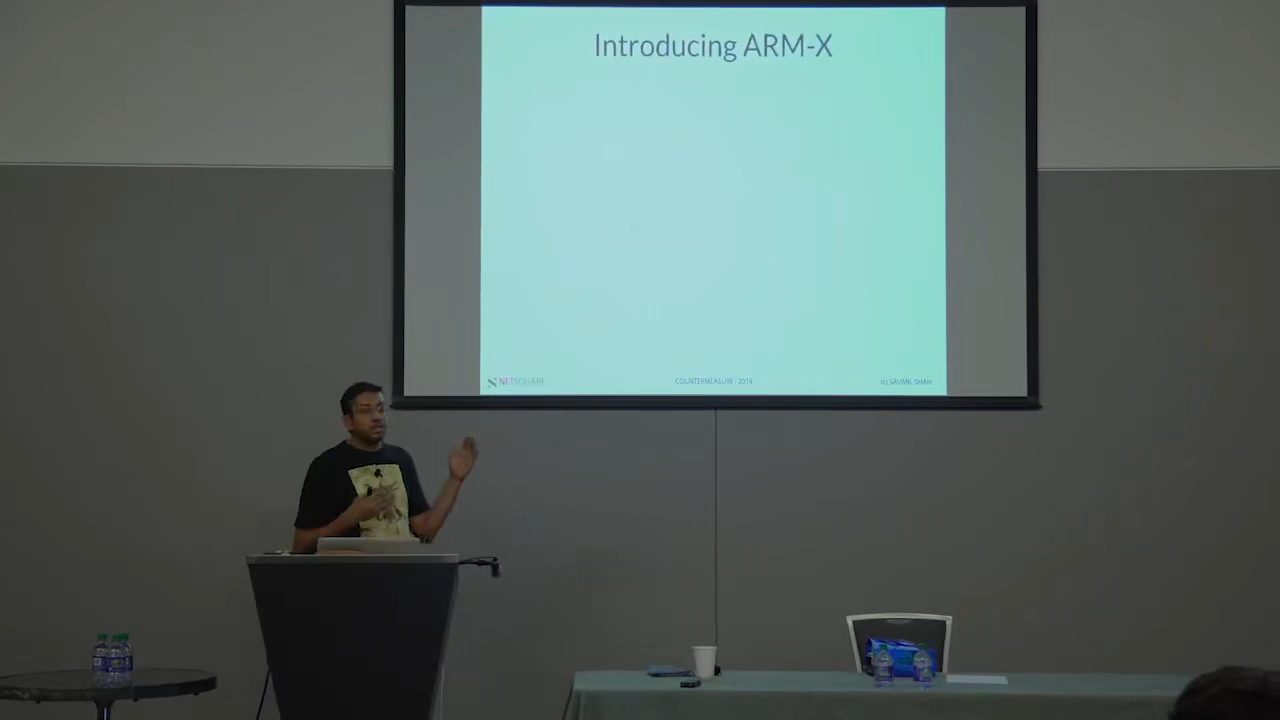 Introducing ARM-X
NETSQUARE
COUNTERMEASURE | 2019
(c) SAUMIL SHAH